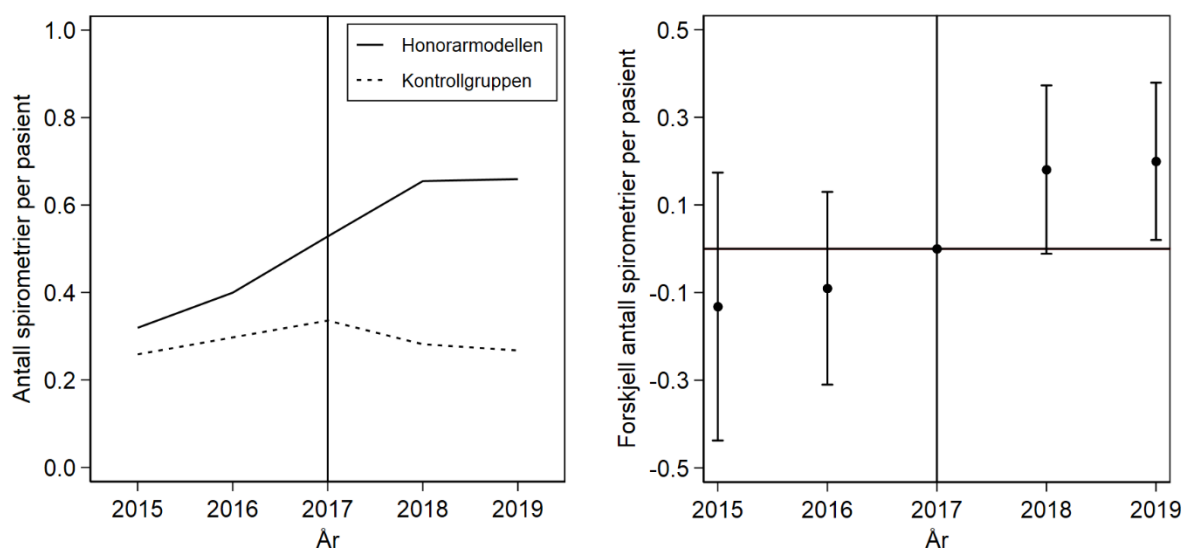 Antall spirometrier per pasient
1.0
0.8
0.6
0.4
0.2
0.0
Honorarmodellen
Kontrollgruppen
2015 2016 2017 2018 2019
År
Forskjell antall spirometrier per pasient
0.5
0.3
0.1
-0.1
-0.3
-0.5
2015 2016 2017 2018 2019
År